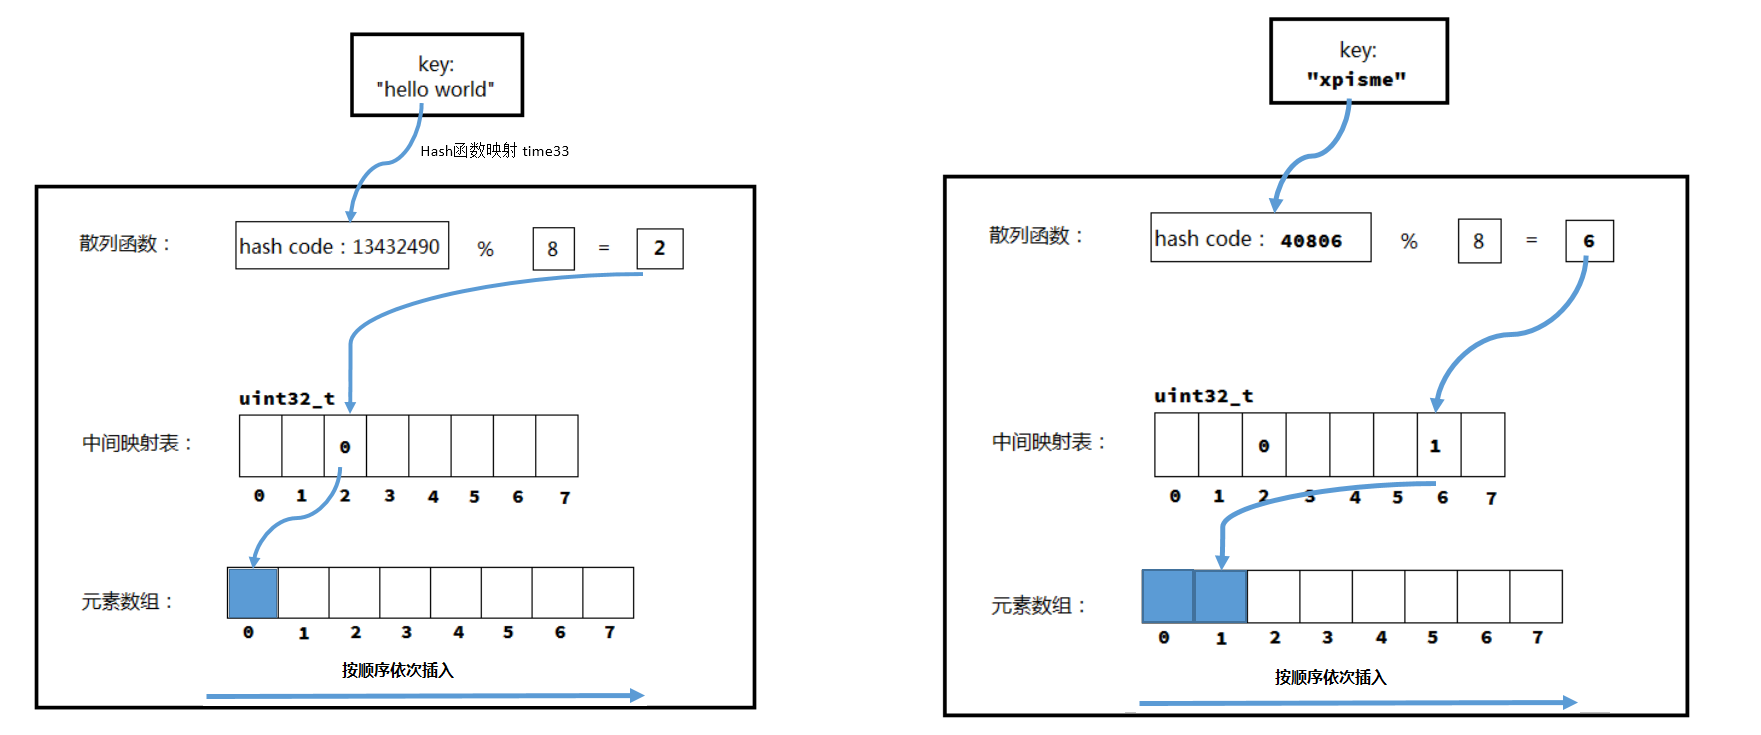 key:
"hello world"
Hash函数映射 time33
散列函数：
hash code : 13432490
%
8
=
2
uint32_t
中间映射表：
0
0 1 2 3 4 5 6 7
元素数组：
0 1 2 3 4 5 6 7
按顺序依次插入
key:
"xpisme"
散列函数：
hash code : 40806
%
8
=
6
uint32_t
中间映射表：
0 1
0 1 2 3 4 5 6 7
元素数组：
0 1 2 3 4 5 6 7
按顺序依次插入